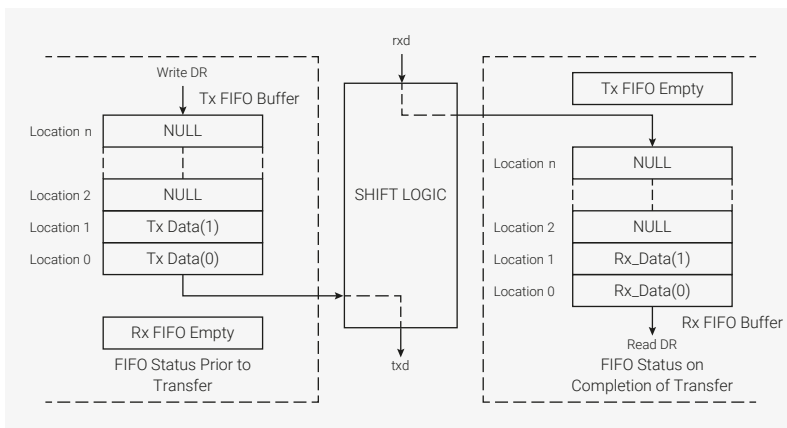 rxd
Write DR
Tx FIFO Buffer
Location n
NULL
Location 2
NULL
Location 1
Tx Data(1)
Location 0
Tx Data(0)
Rx FIFO Empty
FIFO Status Prior to
Transfer
SHIFT LOGIC
txd
Tx FIFO Empty
Location n
NULL
Location 2
NULL
Location 1
Rx_Data(1)
Location 0
Rx_Data(0)
Rx FIFO Buffer
Read DR
FIFO Status on
Completion of Transfer